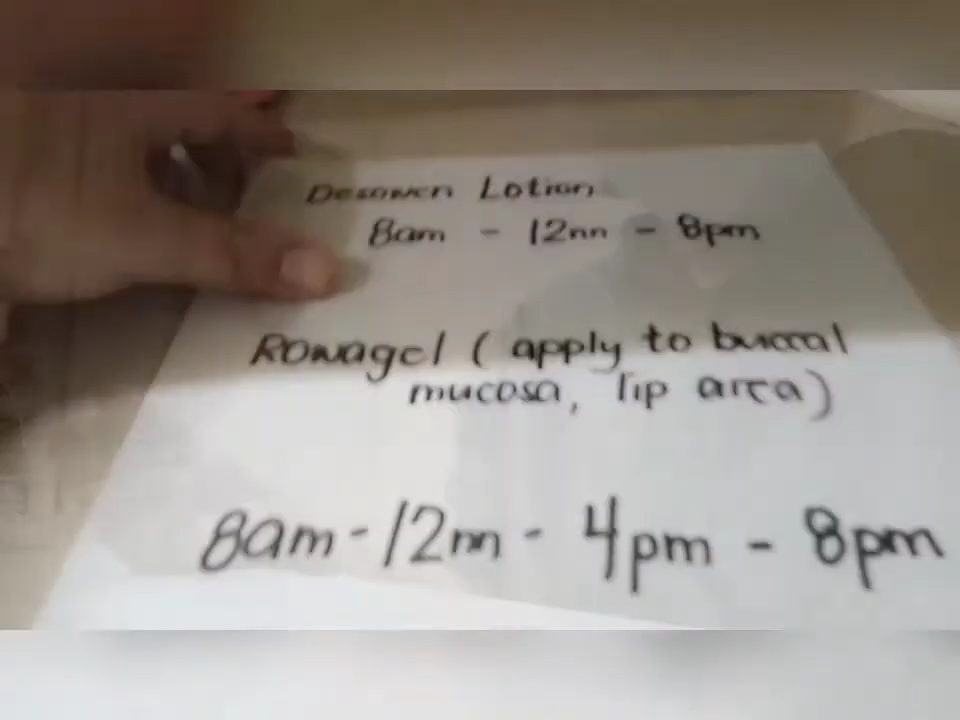 Desowen Lotion
8am - 12nn - 8pm
Rowagel ( apply to buccal
mucosa, lip area)
8am - 12nn - 4pm - 8pm